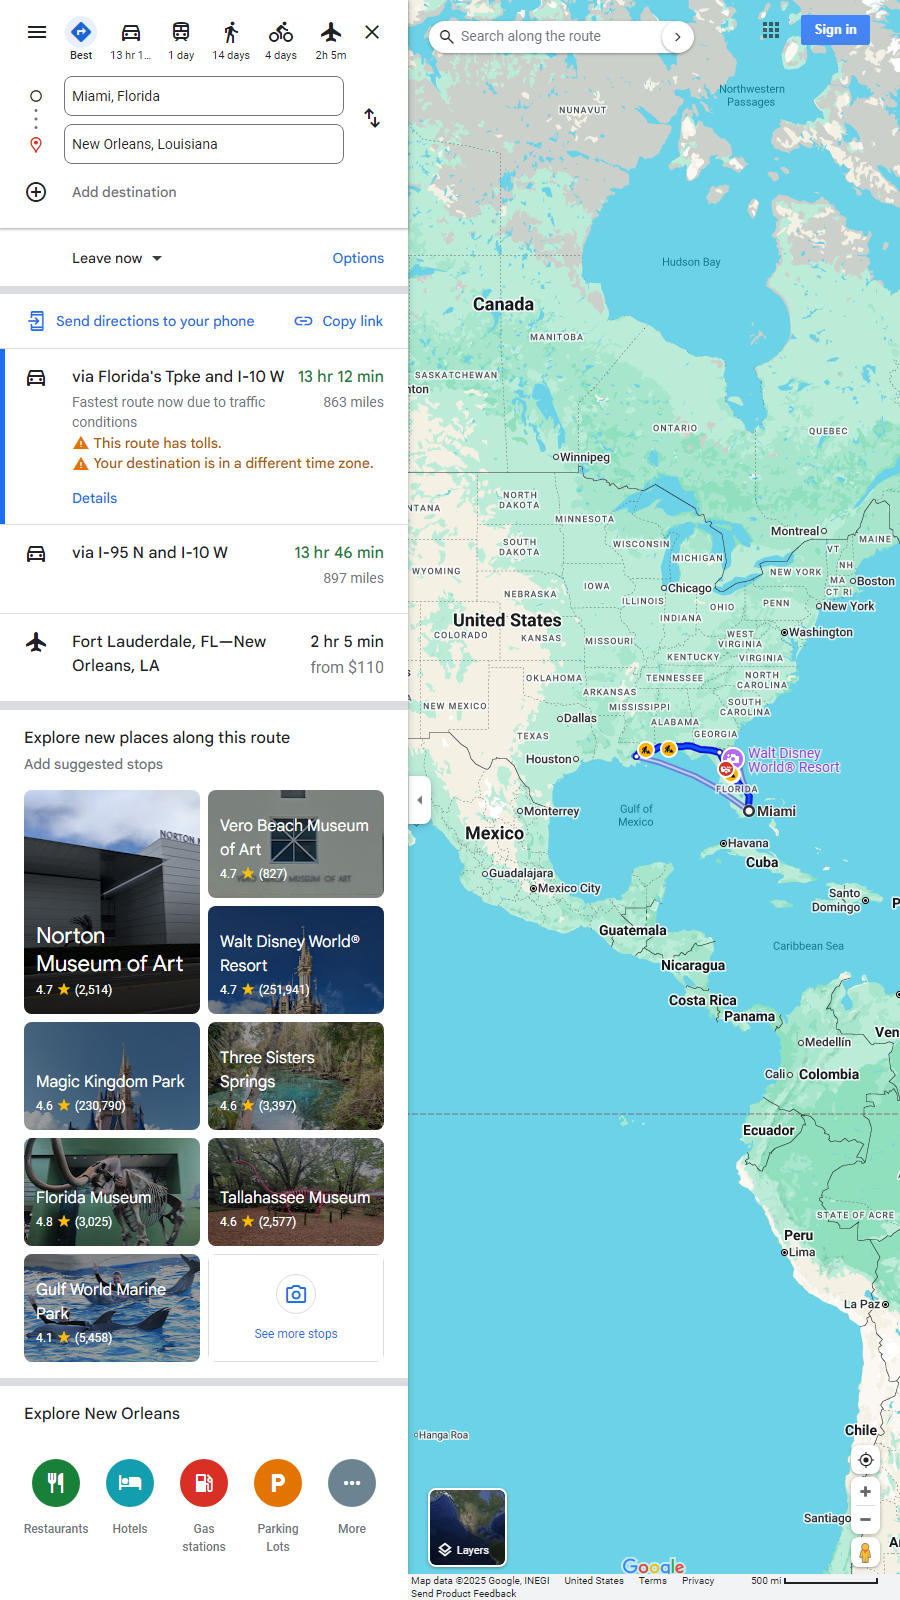 Best
13 hr 1...
1 day
14 days
4 days
2h 5m
Miami, Florida
New Orleans, Louisiana
Add destination
Leave now
Options
Send directions to your phone
Copy link
via Florida's Tpke and I-10 W
13 hr 12 min
Fastest route now due to traffic
conditions
863 miles
This route has tolls.
Your destination is in a different time zone.
Details
via I-95 N and I-10 W
13 hr 46 min
897 miles
Fort Lauderdale, FL—New
Orleans, LA
2 hr 5 min
from $110
Explore new places along this route
Add suggested stops
Norton
Museum of Art
4.7 ★ (2,514)
Vero Beach Museum
of Art
4.7 ★ (827)
Walt Disney World®
Resort
4.7 ★ (251,941)
Magic Kingdom Park
4.6 ★ (230,790)
Three Sisters
Springs
4.6 ★ (3,397)
Florida Museum
4.8 ★ (3,025)
Tallahassee Museum
4.6 ★ (2,577)
Gulf World Marine
Park
4.1 ★ (5,458)
See more stops
Explore New Orleans
Restaurants
Hotels
Gas
stations
Parking
Lots
More
Search along the route
Sign in
Northwestern
Passages
NUNAVUT
Hudson Bay
Canada
MANITOBA
SASKATCHEWAN
nton
ONTARIO
QUEBEC
Winnipeg
NORTH
DAKOTA
NTANA
MINNESOTA
Montreal
MAINE
SOUTH
DAKOTA
WISCONSIN
MICHIGAN
VT
NH
WYOMING
NEW YORK
MA
Boston
CT RI
IOWA
Chicago
NEBRASKA
ILLINOIS
OHIO
PENN
New York
INDIANA
United States
COLORADO
KANSAS
MISSOURI
WEST
VIRGINIA
Washington
KENTUCKY
VIRGINIA
OKLAHOMA
TENNESSEE
NORTH
CAROLINA
ARKANSAS
NEW MEXICO
MISSISSIPPI
SOUTH
CAROLINA
Dallas
ALABAMA
TEXAS
GEORGIA
Houston
Walt Disney
World® Resort
FLORIDA
Gulf of
Mexico
Miami
Monterrey
Mexico
Havana
Cuba
Guadalajara
Mexico City
Santo
Domingo
P
Guatemala
Caribbean Sea
Nicaragua
Costa Rica
Panama
Ven
Medellín
Cali
Colombia
Ecuador
STATE OF ACRE
Peru
Lima
La Paz
Chile
Hanga Roa
Santiago
A
Layers
Google
Map data ©2025 Google, INEGI
United States
Terms
Privacy
500 mi
Send Product Feedback